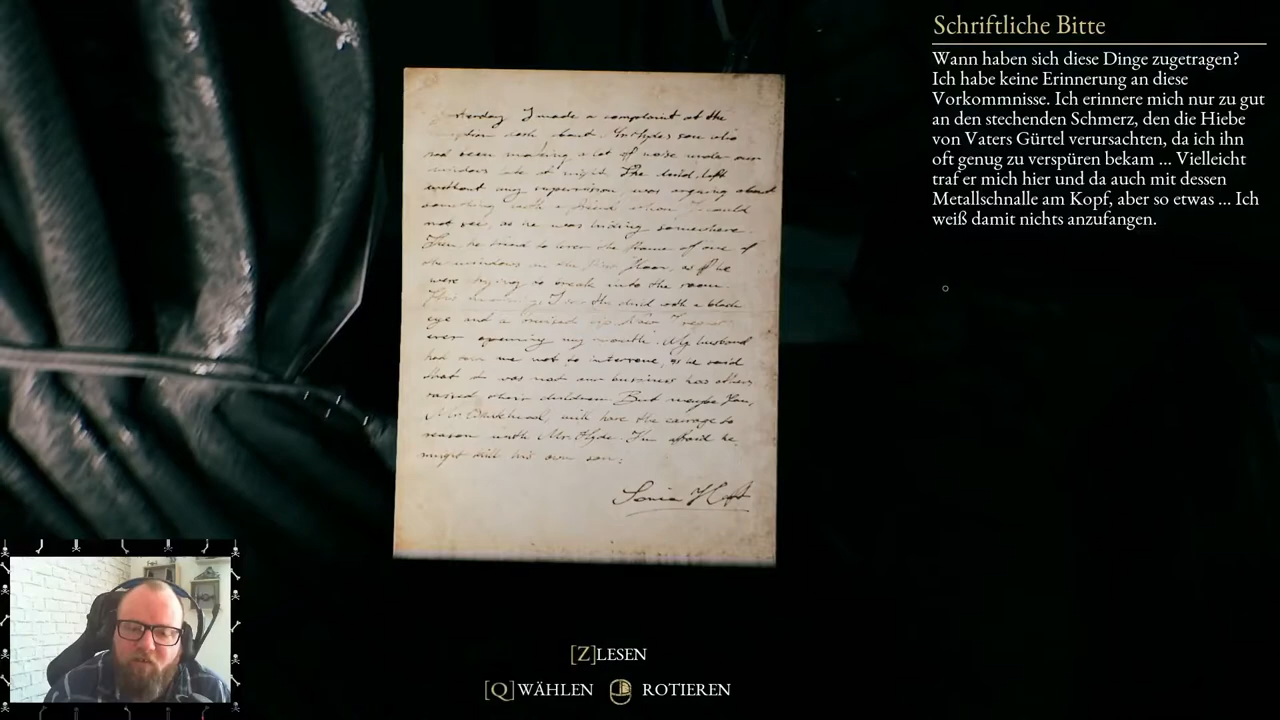 Schriftliche Bitte
Wann haben sich diese Dinge zugetragen?
Ich habe keine Erinnerung an diese
Vorkommnisse. Ich erinnere mich nur zu gut
an den stechenden Schmerz, den die Hiebe
von Vaters Gürtel verursachten, da ich ihn
oft genug zu verspüren bekam ... Vielleicht
traf er mich hier und da auch mit dessen
Metallschnalle am Kopf, aber so etwas ... Ich
weiß damit nichts anzufangen.
Yesterday I made a complaint at the
desk about Mr Hyde's son who
had been making a lot of noise under our
windows late at night. The child, left
without any supervision, was arguing about
something with a friend whom I could
not see, as he was hiding somewhere.
Then he tried to lever the frame of one of
the windows on the first floor, as if he
were trying to break into the room.
This morning, I saw the child with a black
eye and a bruised lip. Now I regret
ever opening my mouth. My husband
had told me not to intervene, as he said
that it was not our business how others
raised their children. But maybe You,
Mr. will have the courage to
reason with Mr. Hyde. I'm afraid he
might kill his own son.
Sonia
[Z]LESEN
[Q]WÄHLEN ROTIEREN